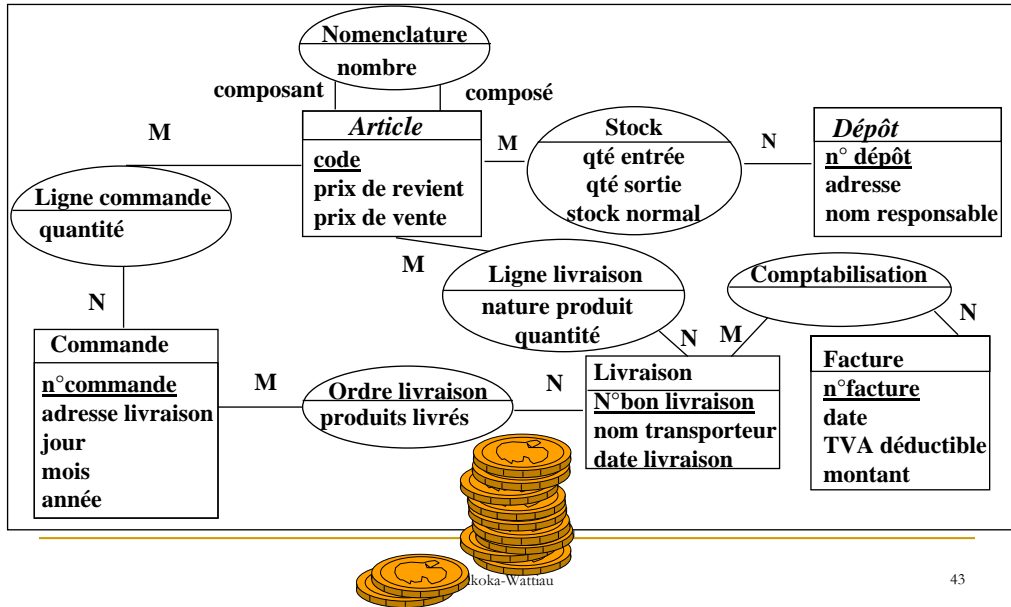 Nomenclature
nombre
composant
composé
M
Article
code
prix de revient
prix de vente
M
Stock
qté entrée
qté sortie
stock normal
N
Dépôt
n° dépôt
adresse
nom responsable
Ligne commande
quantité
M
Ligne livraison
nature produit
quantité
Comptabilisation
N
N
M
N
Commande
n°commande
adresse livraison
jour
mois
année
M
Ordre livraison
produits livrés
N
Livraison
N°bon livraison
nom transporteur
date livraison
Facture
n°facture
date
TVA déductible
montant
43